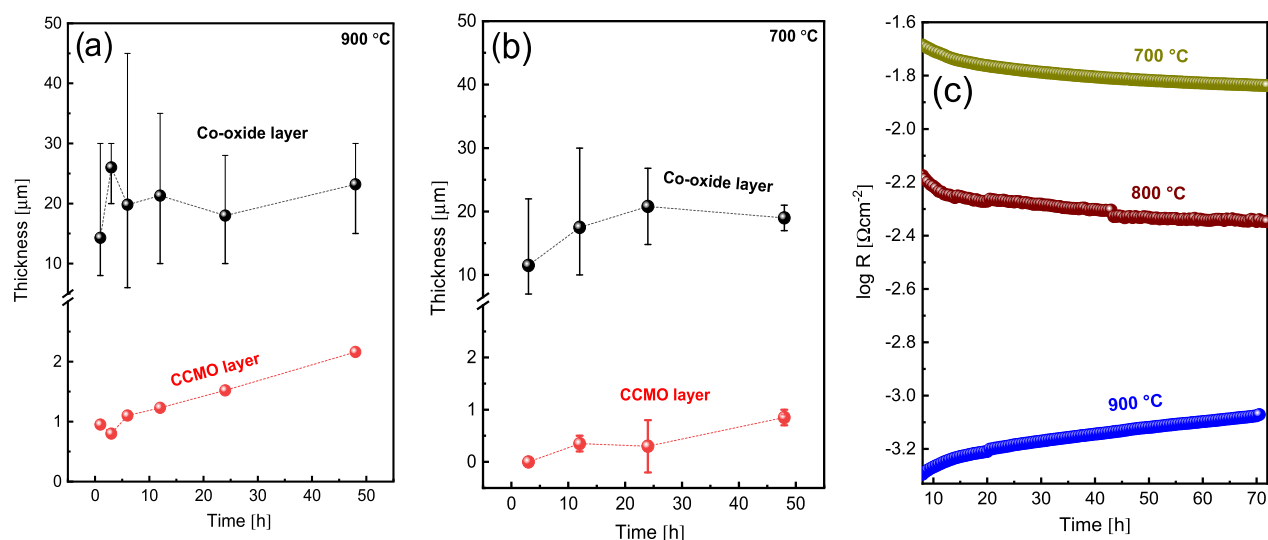 (a)
900 °C
Co-oxide layer
CCMO layer
Thickness [μm]
50
40
30
20
10
2
1
0
0
10
20
30
40
50
Time [h]
(b)
700 °C
Co-oxide layer
CCMO layer
Thickness [μm]
50
40
30
20
10
2
1
0
0
10
20
30
40
50
Time [h]
(c)
700 °C
800 °C
900 °C
log R [Ωcm-2]
-1.6
-1.8
-2.0
-2.2
-2.4
-2.6
-2.8
-3.0
-3.2
10
20
30
40
50
60
70
Time [h]